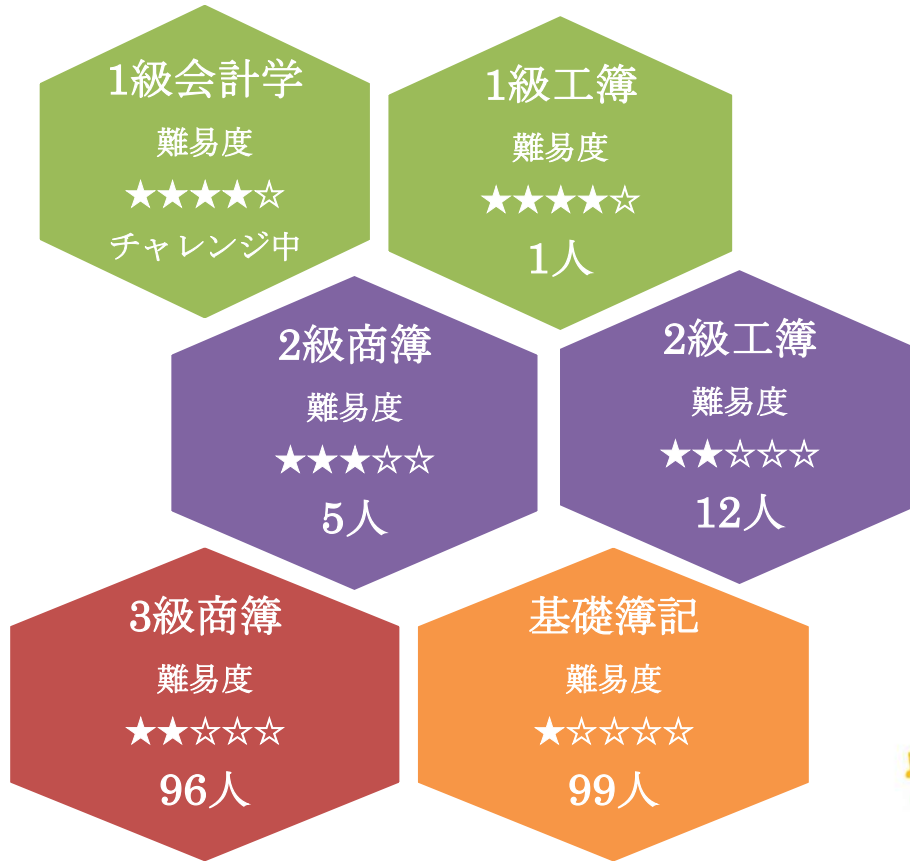 1級会計学
難易度
★★★★☆
チャレンジ中
1級工簿
難易度
★★★★☆
1人
2級商簿
難易度
★★★☆☆
5人
2級工簿
難易度
★★☆☆☆
12人
3級商簿
難易度
★★☆☆☆
96人
基礎簿記
難易度
★☆☆☆☆
99人